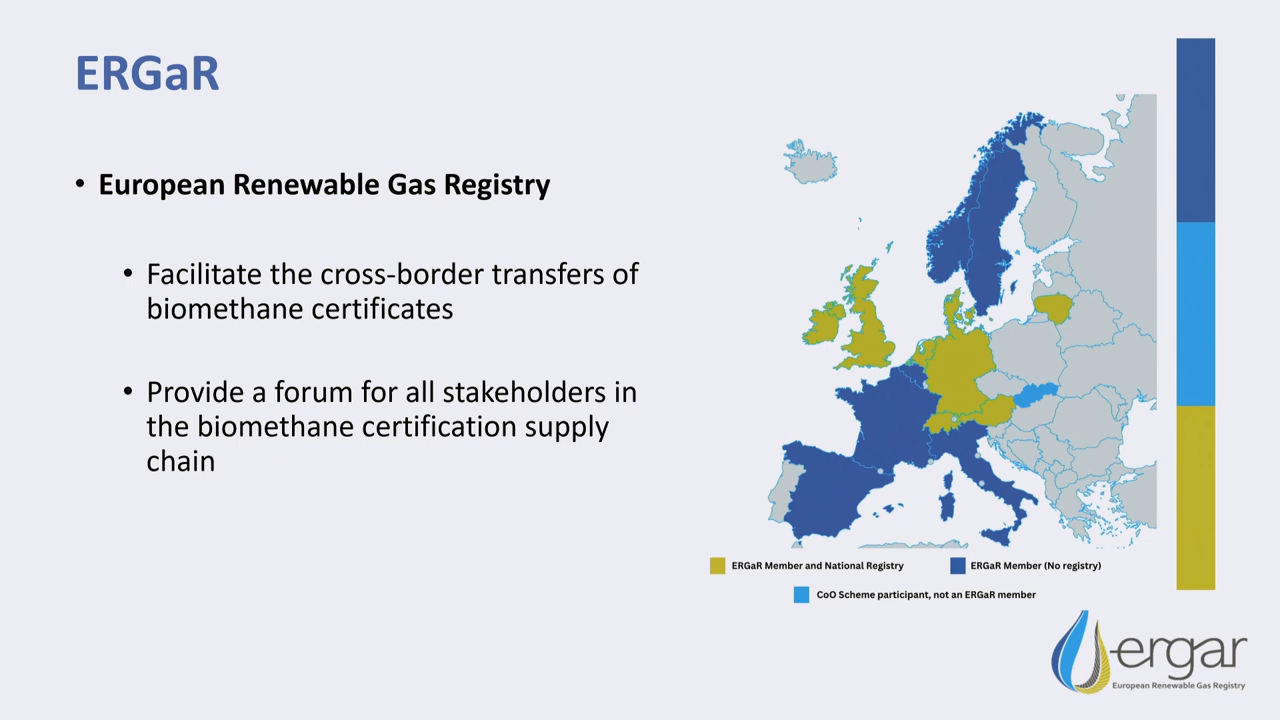 ERGaR
• European Renewable Gas Registry
• Facilitate the cross-border transfers of
biomethane certificates
• Provide a forum for all stakeholders in
the biomethane certification supply
chain
ERGaR Member and National Registry
ERGaR Member (No registry)
CoO Scheme participant, not an ERGaR member
ergar
European Renewable Gas Registry